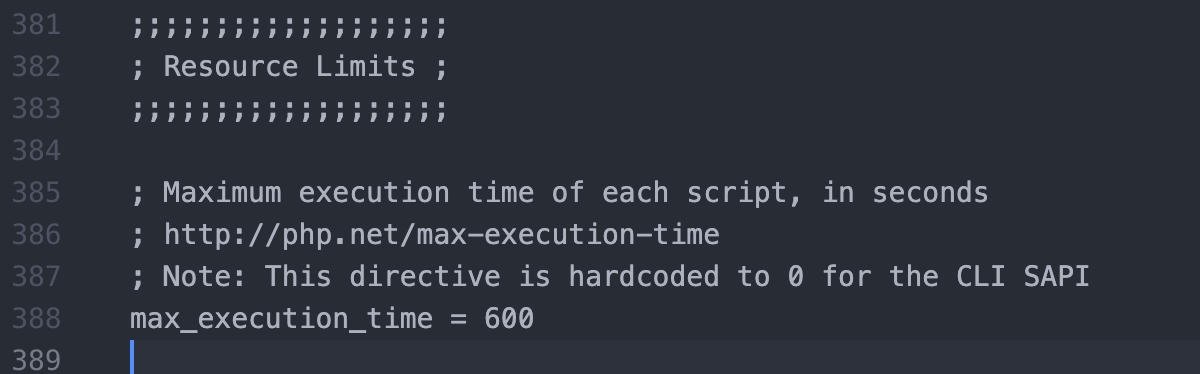 381 ;;;;;;;;;;;;;;;;;;;
382 ; Resource Limits ;
383 ;;;;;;;;;;;;;;;;;;;
384
385 ; Maximum execution time of each script, in seconds
386 ; http://php.net/max-execution-time
387 ; Note: This directive is hardcoded to 0 for the CLI SAPI
388 max_execution_time = 600
389